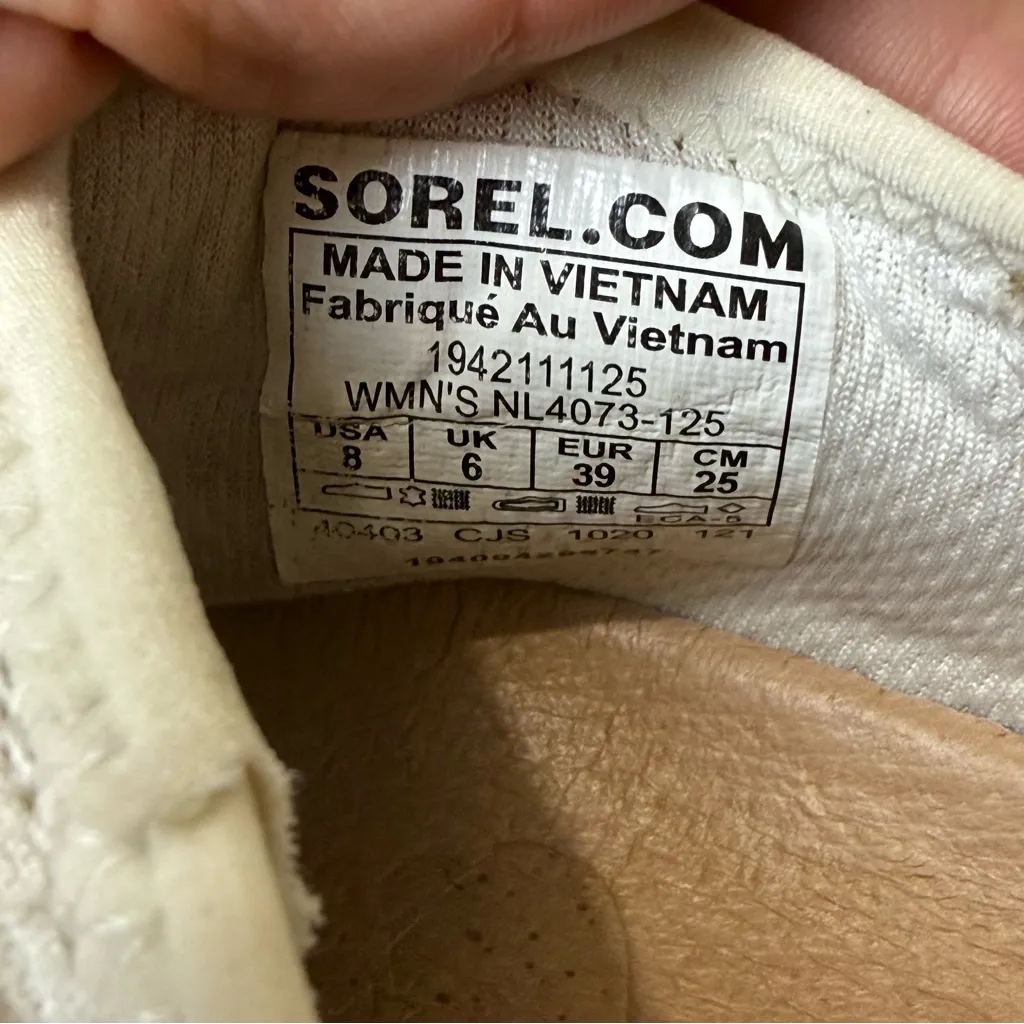 SOREL.COM
MADE IN VIETNAM
Fabriqué Au Vietnam
1942111125
WMN'S NL4073-125
USA UK EUR CM
8 6 39 25
CJS 1020 121